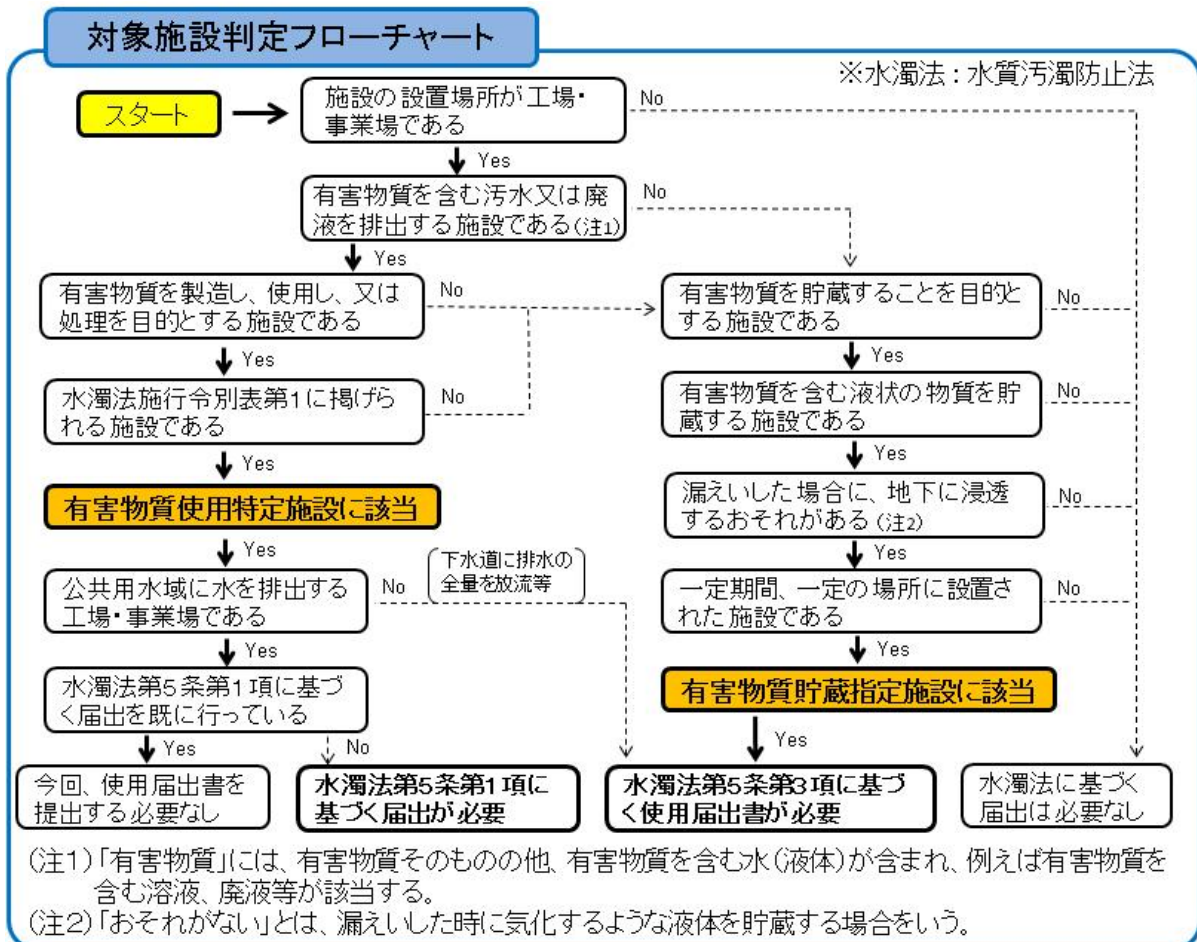 対象施設判定フローチャート
※水濁法：水質汚濁防止法
スタート
施設の設置場所が工場・
事業場である
No
Yes
有害物質を含む汚水又は廃
液を排出する施設である(注1)
No
Yes
有害物質を製造し、使用し、又は
処理を目的とする施設である
No
Yes
有害物質を貯蔵することを目的と
する施設である
No
Yes
水濁法施行令別表第1に掲げら
れる施設である
No
Yes
有害物質を含む液状の物質を貯
蔵する施設である
No
Yes
有害物質使用特定施設に該当
Yes
漏えいした場合に、地下に浸透
するおそれがある(注2)
No
Yes
公共用水域に水を排出する
工場・事業場である
No
下水道に排水の
全量を放流等
Yes
一定期間、一定の場所に設置さ
れた施設である
No
Yes
水濁法第5条第1項に基づ
く届出を既に行っている
Yes
No
有害物質貯蔵指定施設に該当
Yes
今回、使用届出書を
提出する必要なし
水濁法第5条第1項に
基づく届出が必要
水濁法第5条第3項に基づ
く使用届出書が必要
水濁法に基づく
届出は必要なし
(注1)「有害物質」には、有害物質そのものの他、有害物質を含む水(液体)が含まれ、例えば有害物質を
含む溶液、廃液等が該当する。
(注2)「おそれがない」とは、漏えいした時に気化するような液体を貯蔵する場合をいう。